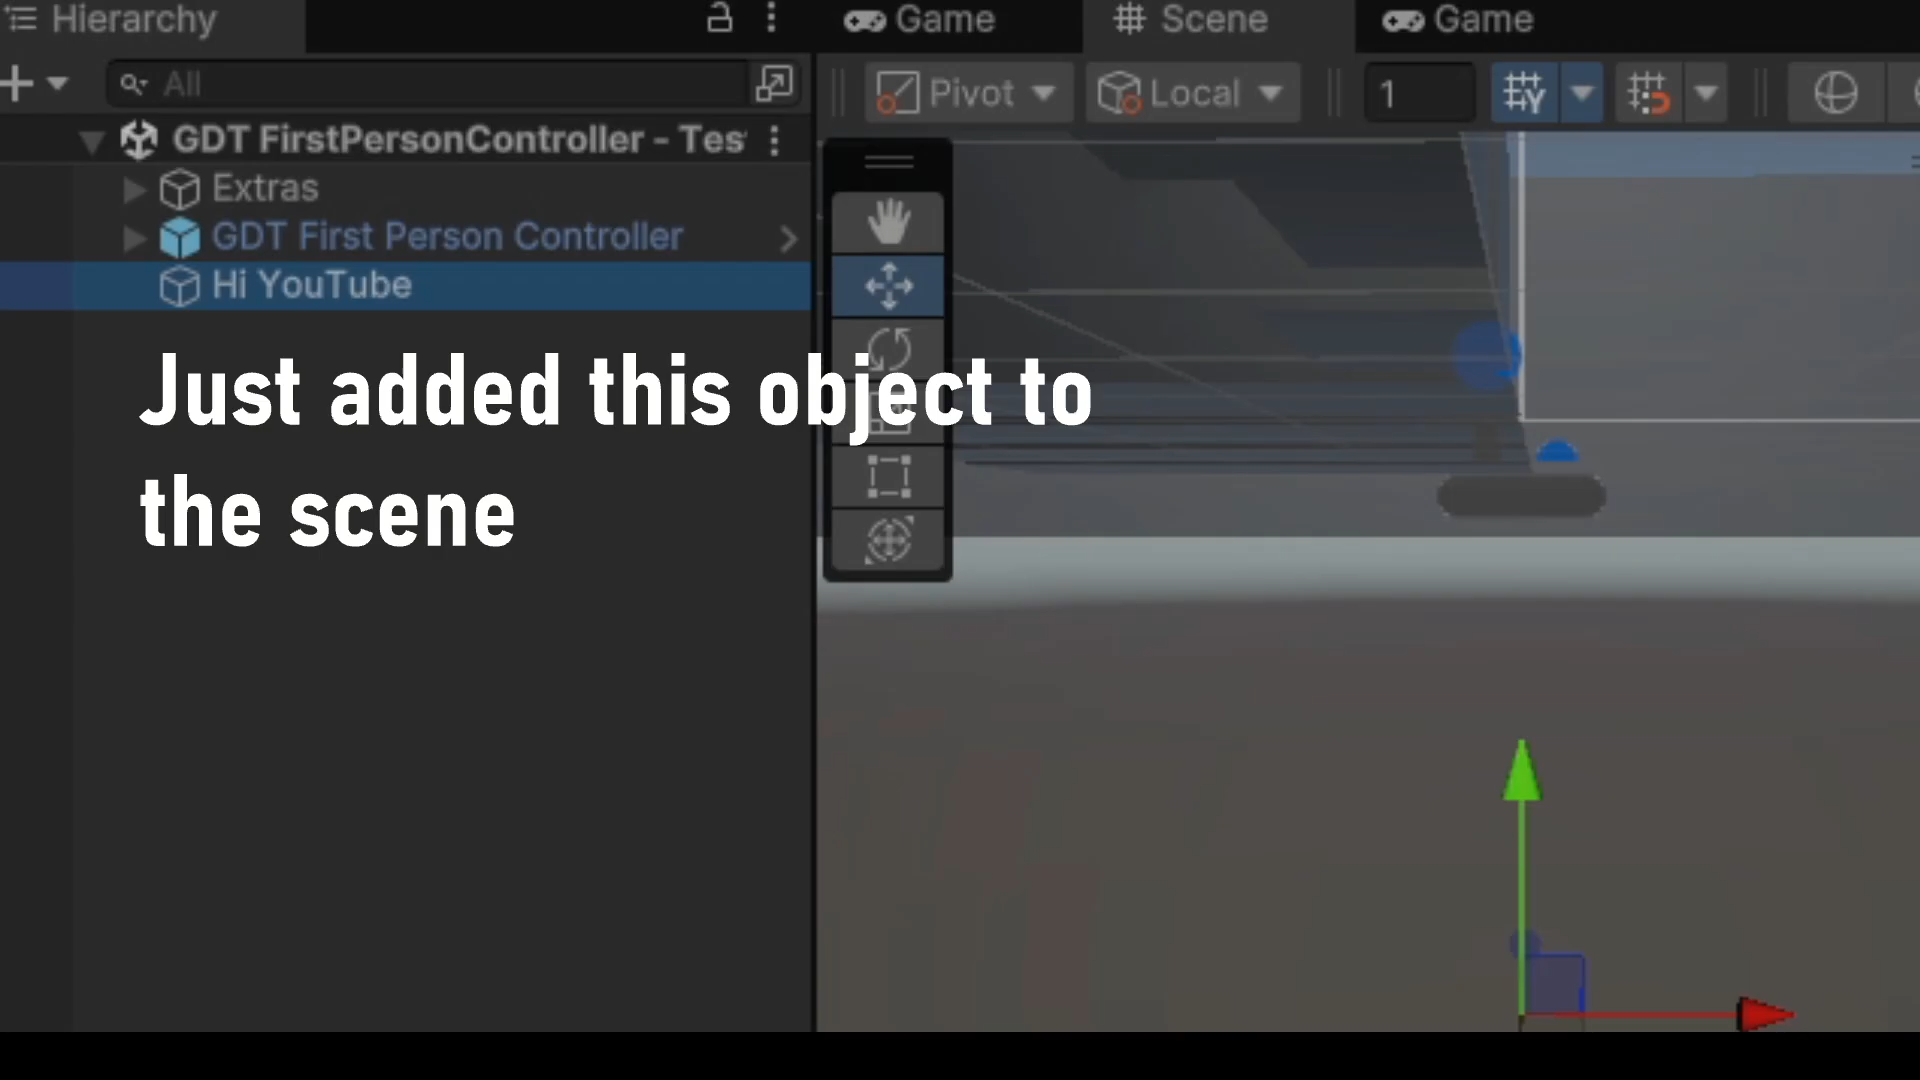 Hierarchy
Game
Scene
Game
All
Pivot
Local
1
GDT FirstPersonController - Tes
Extras
GDT First Person Controller
Hi YouTube
Just added this object to
the scene